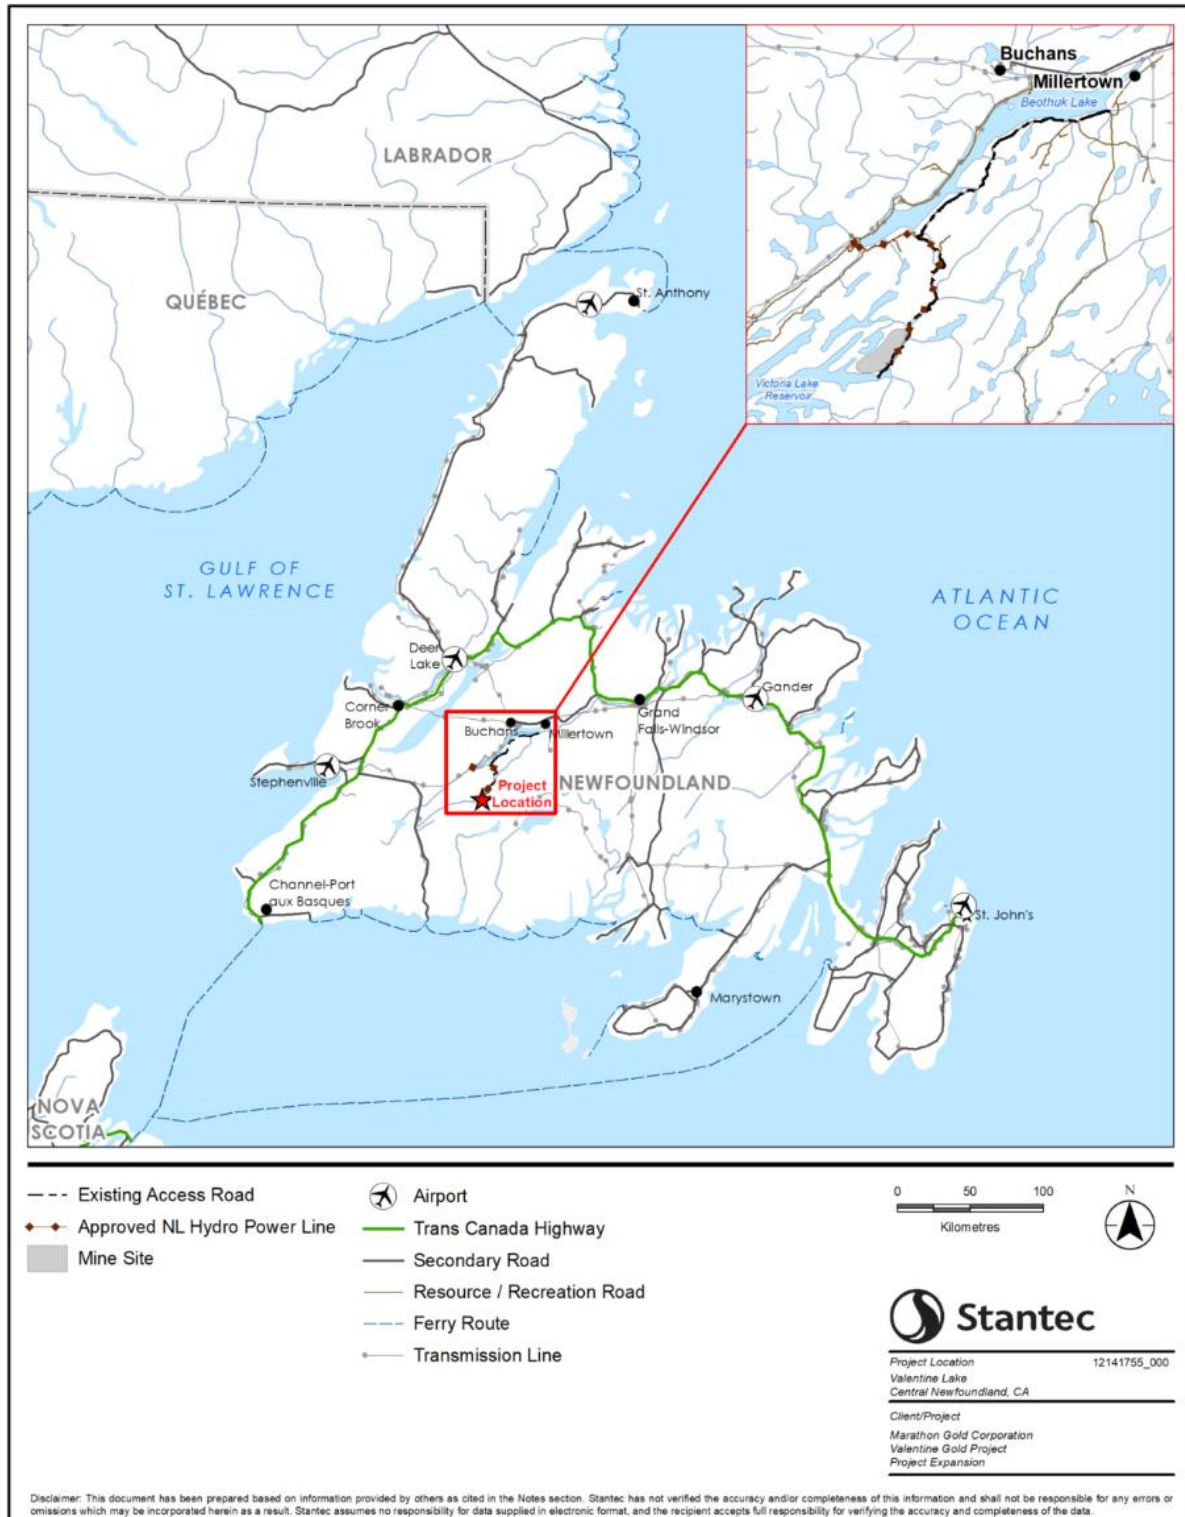 Buchans
Millertown
Beothuk Lake
Victoria Lake
Reservoir
LABRADOR
QUÉBEC
St. Anthony
GULF OF
ST. LAWRENCE
ATLANTIC
OCEAN
Deer
Lake
Corner
Brook
Gander
Grand
Falls-Windsor
Buchans
Millertown
Stephenville
NEWFOUNDLAND
Project
Location
Channel-Port
aux Basques
St. John's
Marystown
NOVA
SCOTIA
Existing Access Road
Approved NL Hydro Power Line
Mine Site
Airport
Trans Canada Highway
Secondary Road
Resource / Recreation Road
Ferry Route
Transmission Line
0 50 100
Kilometres
N
Stantec
Project Location 12141755_000
Valentine Lake
Central Newfoundland, CA
Client/Project
Marathon Gold Corporation
Valentine Gold Project
Project Expansion
Disclaimer: This document has been prepared based on information provided by others as cited in the Notes section. Stantec has not verified the accuracy and/or completeness of this information and shall not be responsible for any errors or
omissions which may be incorporated herein as a result. Stantec assumes no responsibility for data supplied in electronic format, and the recipient accepts full responsibility for verifying the accuracy and completeness of the data.